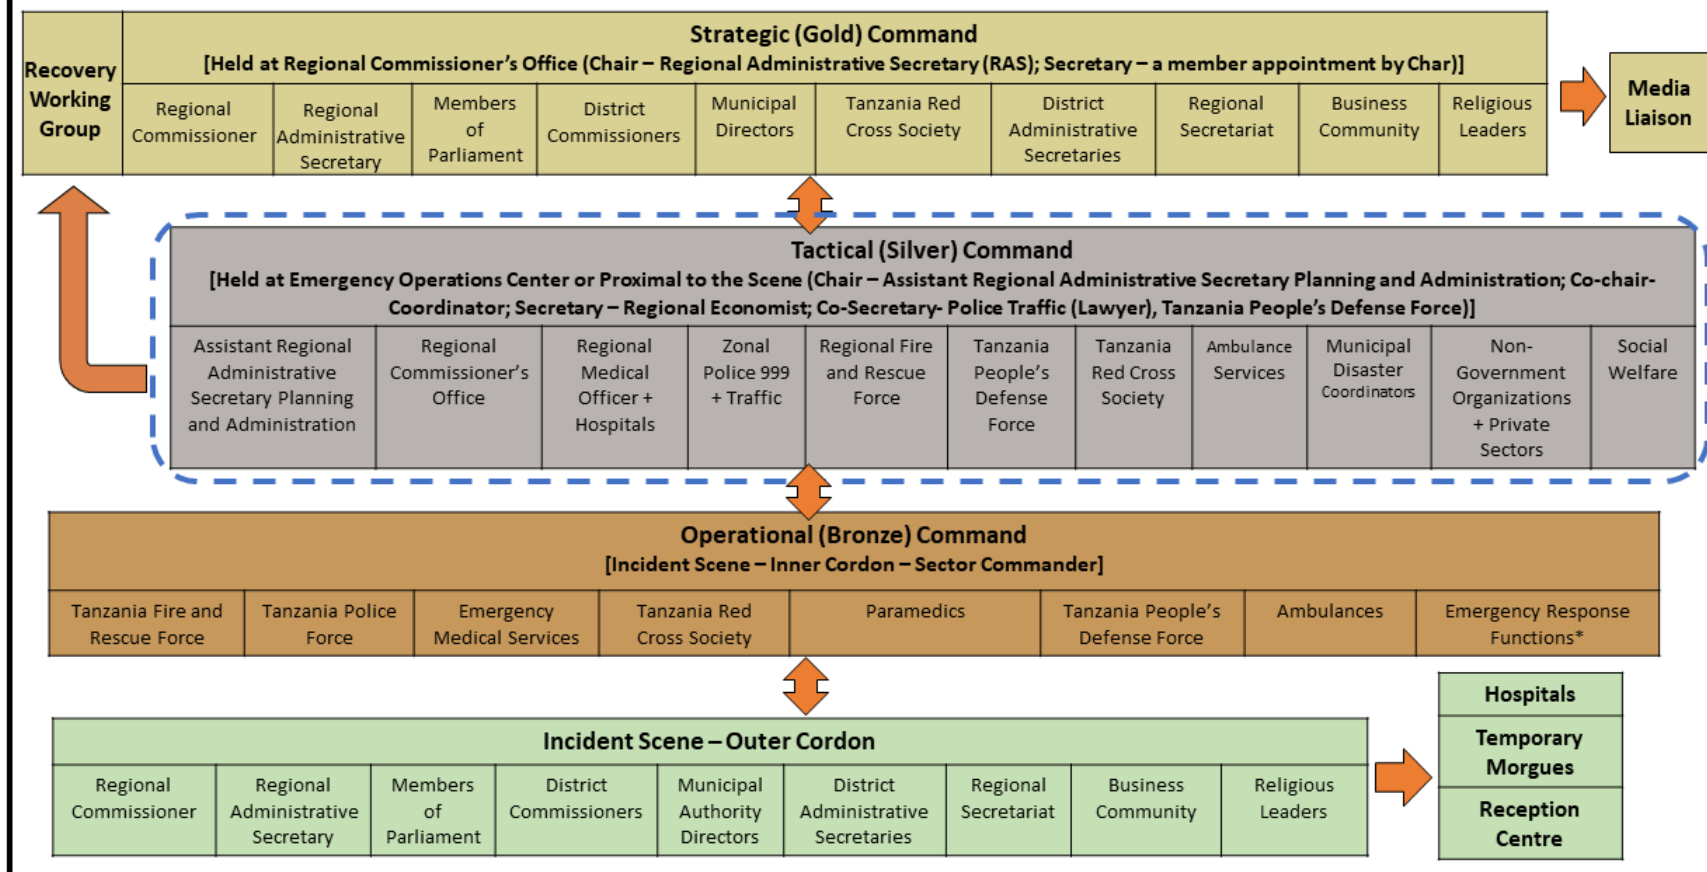 Recovery
Working
Group
Strategic (Gold) Command
[Held at Regional Commissioner's Office (Chair – Regional Administrative Secretary (RAS); Secretary – a member appointment by Char)]
Regional
Commissioner
Regional
Administrative
Secretary
Members
of
Parliament
District
Commissioners
Municipal
Directors
Tanzania Red
Cross Society
District
Administrative
Secretaries
Regional
Secretariat
Business
Community
Religious
Leaders
Media
Liaison
Tactical (Silver) Command
[Held at Emergency Operations Center or Proximal to the Scene (Chair – Assistant Regional Administrative Secretary Planning and Administration; Co-chair-
Coordinator; Secretary – Regional Economist; Co-Secretary- Police Traffic (Lawyer), Tanzania People's Defense Force)]
Assistant Regional
Administrative
Secretary Planning
and Administration
Regional
Commissioner's
Office
Regional
Medical
Officer +
Hospitals
Zonal
Police 999
+ Traffic
Regional Fire
and Rescue
Force
Tanzania
People's
Defense
Force
Tanzania
Red Cross
Society
Ambulance
Services
Municipal
Disaster
Coordinators
Non-
Government
Organizations
+ Private
Sectors
Social
Welfare
Operational (Bronze) Command
[Incident Scene – Inner Cordon – Sector Commander]
Tanzania Fire and
Rescue Force
Tanzania Police
Force
Emergency
Medical Services
Tanzania Red
Cross Society
Paramedics
Tanzania People's
Defense Force
Ambulances
Emergency Response
Functions*
Incident Scene – Outer Cordon
Regional
Commissioner
Regional
Administrative
Secretary
Members
of
Parliament
District
Commissioners
Municipal
Authority
Directors
District
Administrative
Secretaries
Regional
Secretariat
Business
Community
Religious
Leaders
Hospitals
Temporary
Morgues
Reception
Centre